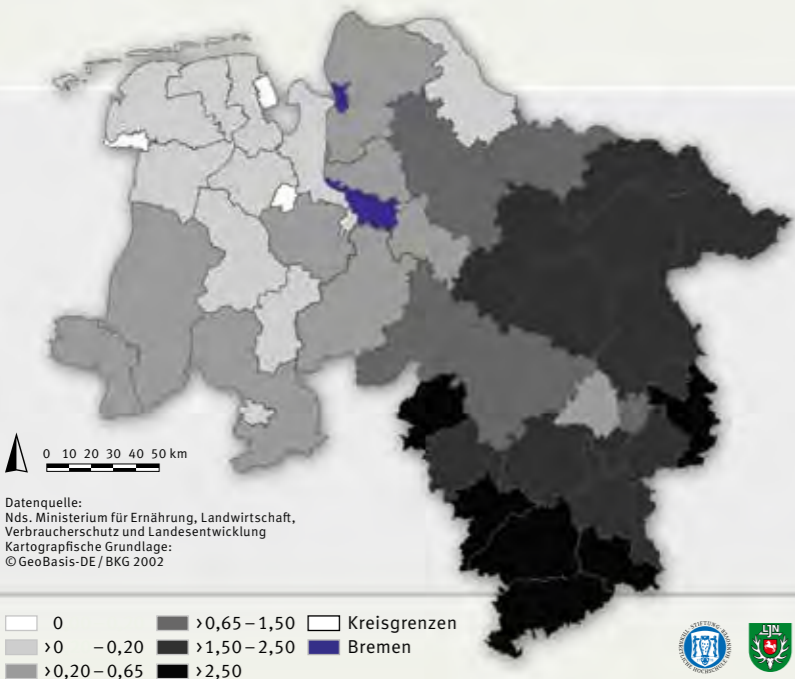 0 10 20 30 40 50 km
Datenquelle:
Nds. Ministerium für Ernährung, Landwirtschaft,
Verbraucherschutz und Landesentwicklung
Kartografische Grundlage:
© GeoBasis-DE / BKG 2002
0
>0 –0,20
>0,20–0,65
>0,65–1,50
>1,50–2,50
>2,50
Kreisgrenzen
Bremen
LJN